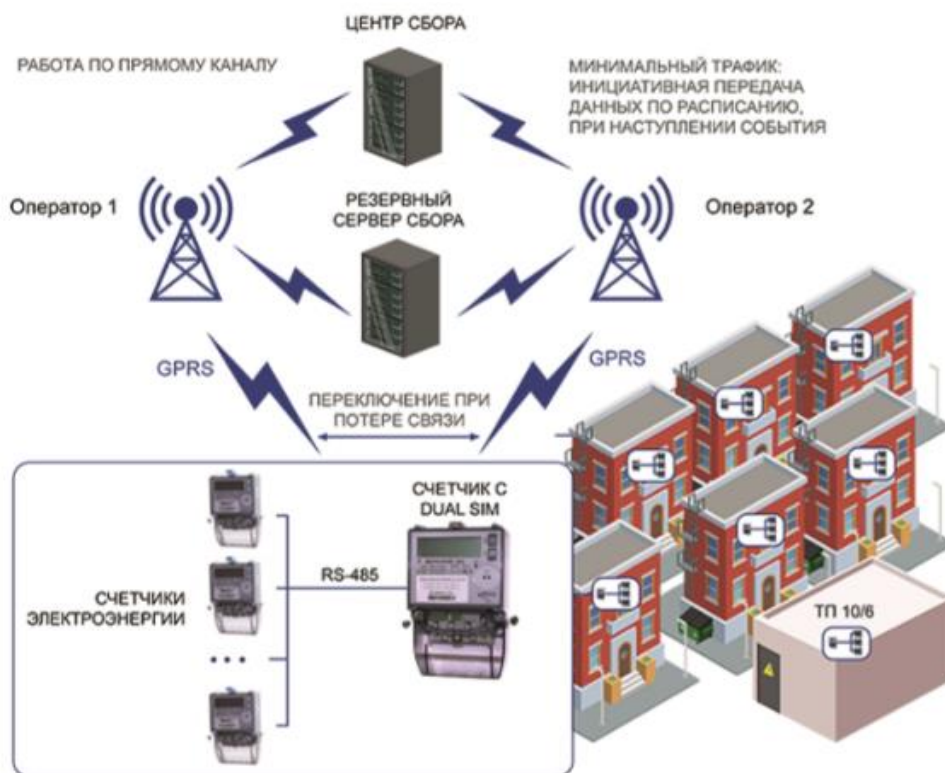 ЦЕНТР СБОРА
РАБОТА ПО ПРЯМОМУ КАНАЛУ
МИНИМАЛЬНЫЙ ТРАФИК:
ИНИЦИАТИВНАЯ ПЕРЕДАЧА
ДАННЫХ ПО РАСПИСАНИЮ,
ПРИ НАСТУПЛЕНИИ СОБЫТИЯ
Оператор 1
РЕЗЕРВНЫЙ
СЕРВЕР СБОРА
Оператор 2
GPRS
GPRS
ПЕРЕКЛЮЧЕНИЕ ПРИ
ПОТЕРЕ СВЯЗИ
СЧЕТЧИК С
DUAL SIM
RS-485
СЧЕТЧИКИ
ЭЛЕКТРОЭНЕРГИИ
...
ТП 10/6